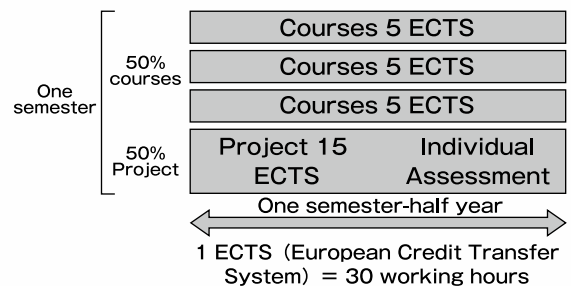 One
semester
50%
courses
Courses 5 ECTS
Courses 5 ECTS
Courses 5 ECTS
50%
Project
Project 15
ECTS
Individual
Assessment
One semester-half year
1 ECTS (European Credit Transfer
System) = 30 working hours